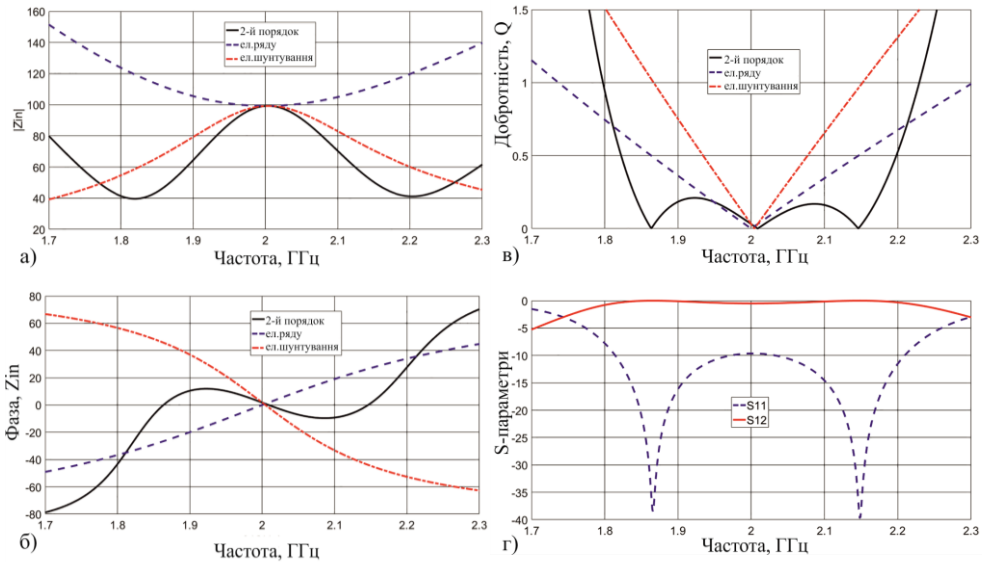 160
140
120
100
80
60
40
20
|Zin|
2-й порядок
ел.ряду
ел.шунтування
1.7 1.8 1.9 2 2.1 2.2 2.3
а)
Частота, ГГц
1.5
1
0.5
0
Добротність, Q
2-й порядок
ел.ряду
ел.шунтування
1.7 1.8 1.9 2 2.1 2.2 2.3
в)
Частота, ГГц
80
60
40
20
0
-20
-40
-60
-80
Фаза, Zin
2-й порядок
ел.ряду
ел.шунтування
1.7 1.8 1.9 2 2.1 2.2 2.3
б)
Частота, ГГц
0
-5
-10
-15
-20
-25
-30
-35
-40
S-параметри
S11
S12
1.7 1.8 1.9 2 2.1 2.2 2.3
г)
Частота, ГГц